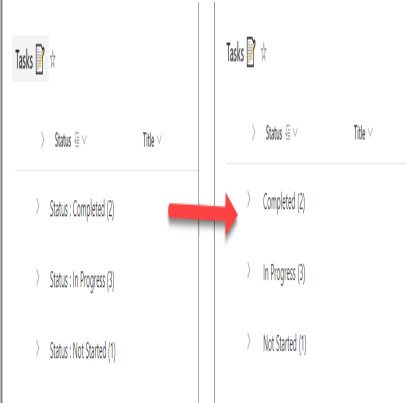 Tasks
Status Title
Status : Completed (2)
Status : In Progress (3)
Status : Not Started (1)
Tasks
Status Title
Completed (2)
In Progress (3)
Not Started (1)